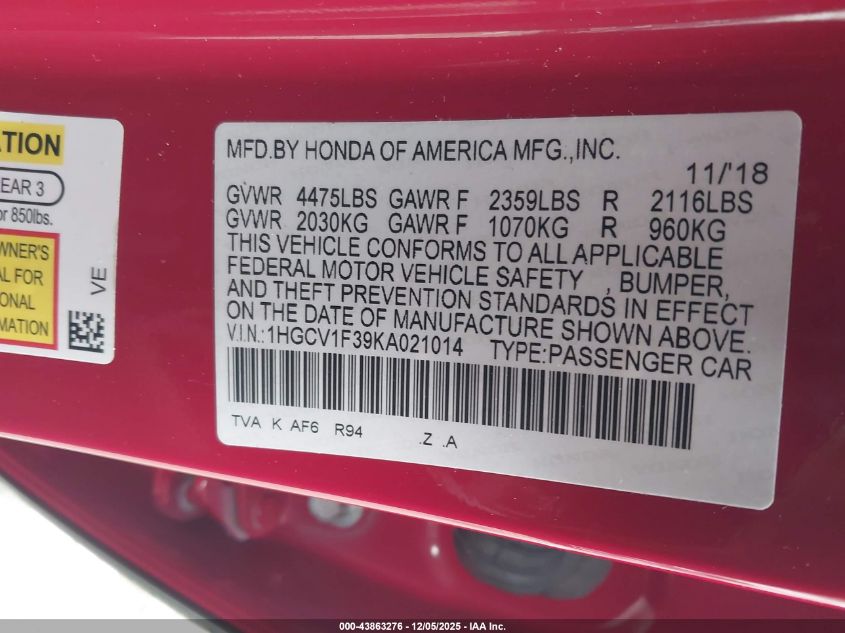 MFD.BY HONDA OF AMERICA MFG.,INC.
11/'18
GVWR 4475LBS GAWR F 2359LBS R 2116LBS
GVWR 2030KG GAWR F 1070KG R 960KG
THIS VEHICLE CONFORMS TO ALL APPLICABLE
FEDERAL MOTOR VEHICLE SAFETY , BUMPER,
AND THEFT PREVENTION STANDARDS IN EFFECT
ON THE DATE OF MANUFACTURE SHOWN ABOVE.
V.I.N.:1HGCV1F39KA021014 TYPE:PASSENGER CAR
TVA K AF6 R94 .Z .A
ATION
EAR 3
or 850lbs.
WNER'S
AL FOR
ONAL
MATION
VE
000-43863276 - 12/05/2025 - IAA Inc.